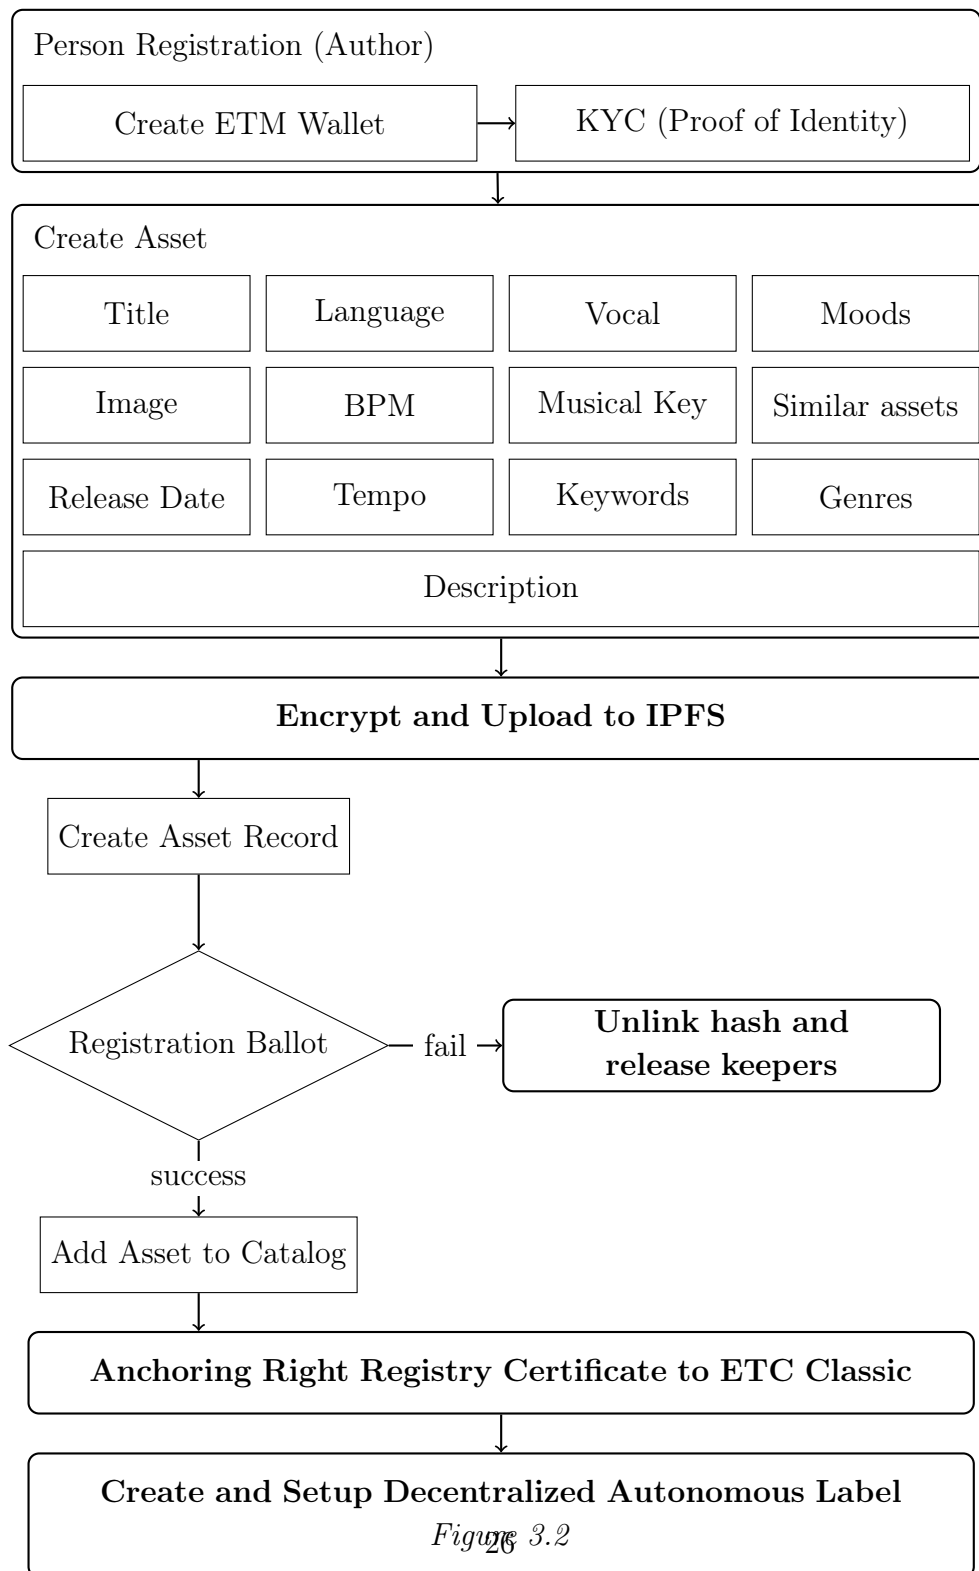 Person Registration (Author)
Create ETM Wallet
KYC (Proof of Identity)
Create Asset
Title
Language
Vocal
Moods
Image
BPM
Musical Key
Similar assets
Release Date
Tempo
Keywords
Genres
Description
Encrypt and Upload to IPFS
Create Asset Record
Registration Ballot
fail
Unlink hash and
release keepers
success
Add Asset to Catalog
Anchoring Right Registry Certificate to ETC Classic
Create and Setup Decentralized Autonomous Label
Figure 3.2
26